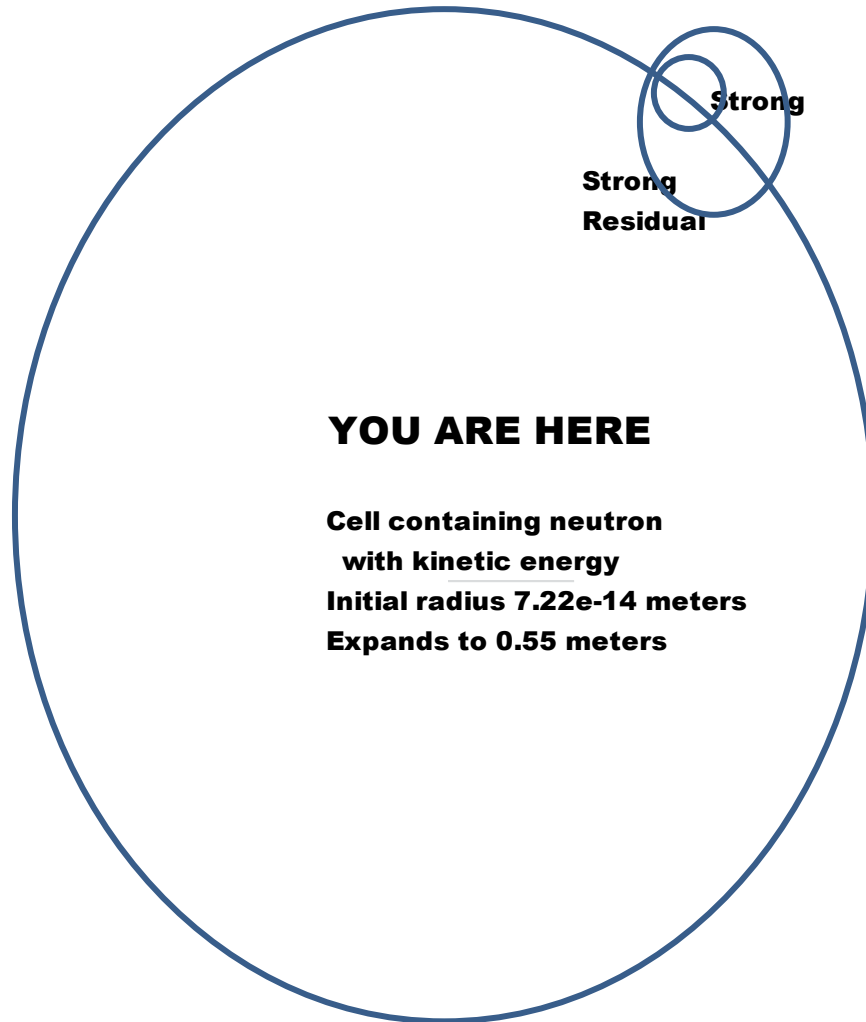 Strong
Strong
Residual
YOU ARE HERE
Cell containing neutron
with kinetic energy
Initial radius 7.22e-14 meters
Expands to 0.55 meters